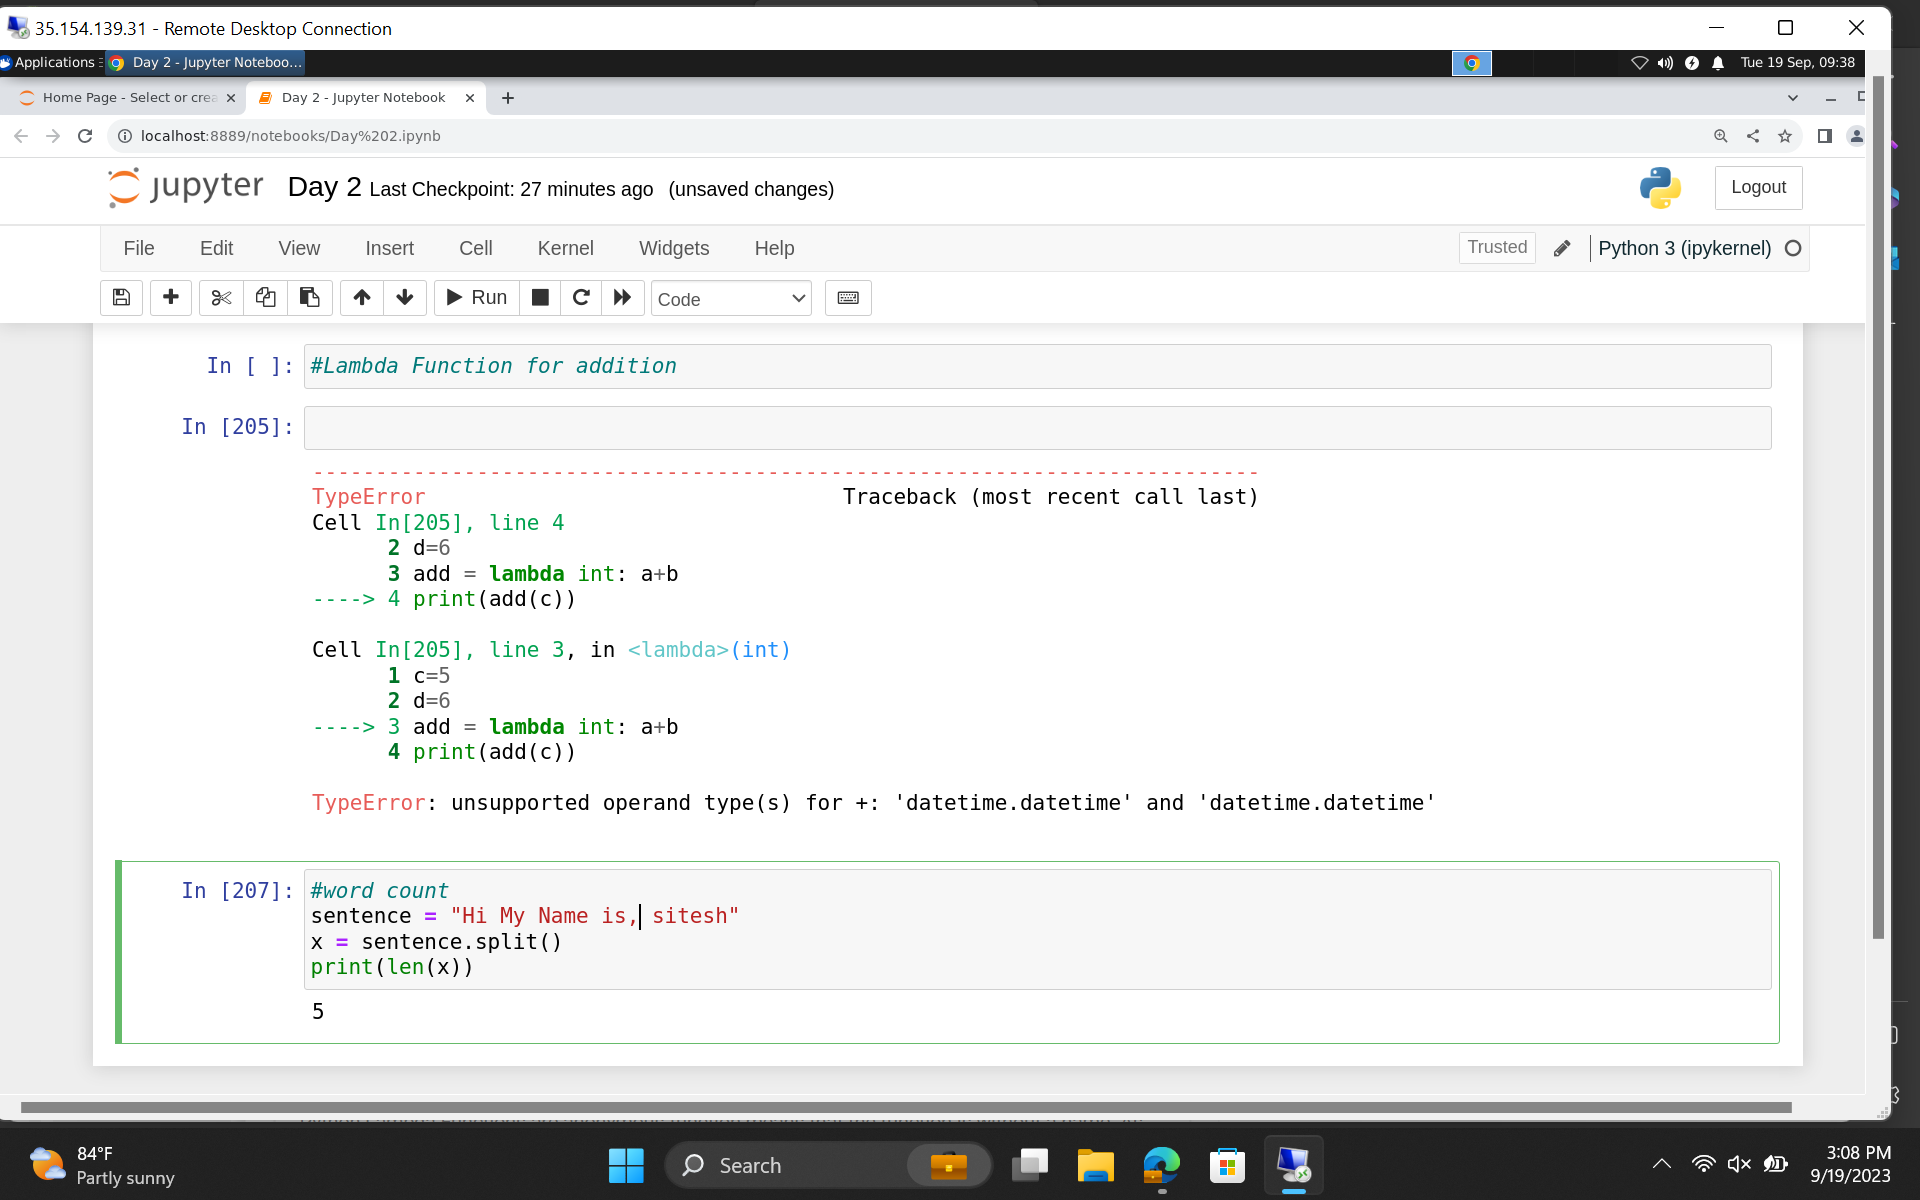 35.154.139.31 - Remote Desktop Connection
Applications
Day 2 - Jupyter Noteboo...
Tue 19 Sep, 09:38
Home Page - Select or crea
Day 2 - Jupyter Notebook
localhost:8889/notebooks/Day%202.ipynb
jupyter
Day 2 Last Checkpoint: 27 minutes ago (unsaved changes)
Logout
File Edit View Insert Cell Kernel Widgets Help
Trusted
Python 3 (ipykernel)
Run
Code
In [ ]: #Lambda Function for addition
In [205]:
---------------------------------------------------------------------------
TypeError                                 Traceback (most recent call last)
Cell In[205], line 4
      2 d=6
      3 add = lambda int: a+b
----> 4 print(add(c))
Cell In[205], line 3, in <lambda>(int)
      1 c=5
      2 d=6
----> 3 add = lambda int: a+b
      4 print(add(c))
TypeError: unsupported operand type(s) for +: 'datetime.datetime' and 'datetime.datetime'
In [207]: #word count
sentence = "Hi My Name is, sitesh"
x = sentence.split()
print(len(x))
5
84°F
Partly sunny
Search
3:08 PM
9/19/2023